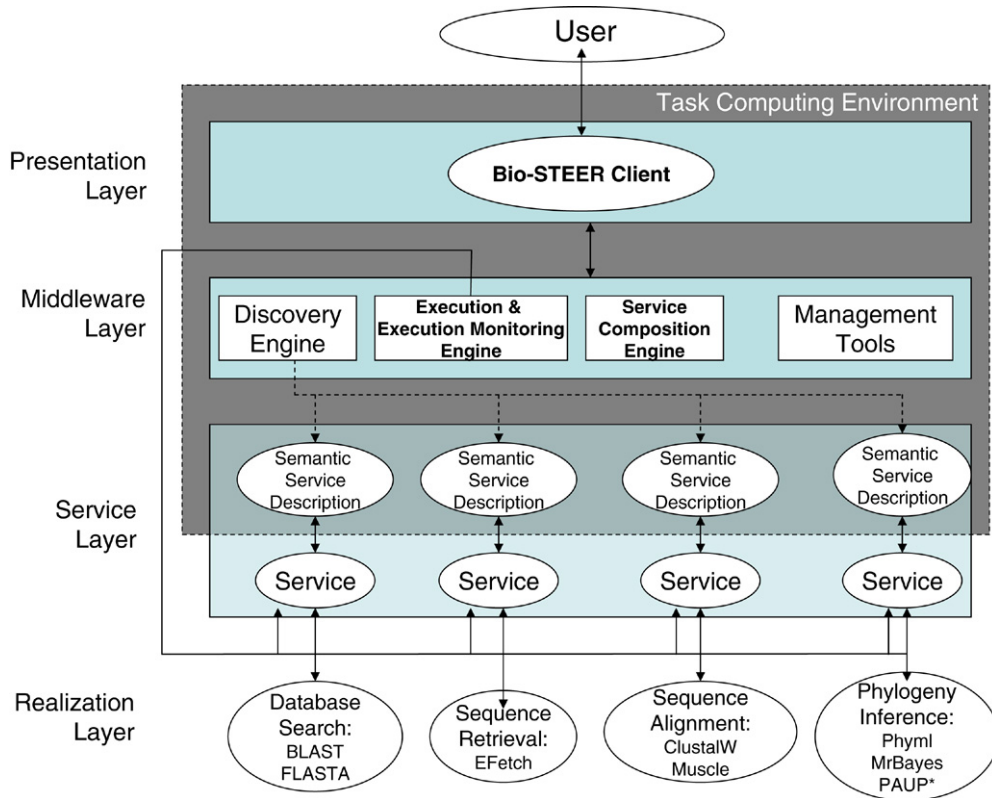 User
Task Computing Environment
Presentation
Layer
Bio-STEER Client
Middleware
Layer
Discovery
Engine
Execution &
Execution Monitoring
Engine
Service
Composition
Engine
Management
Tools
Service
Layer
Semantic
Service
Description
Semantic
Service
Description
Semantic
Service
Description
Semantic
Service
Description
Service
Service
Service
Service
Realization
Layer
Database
Search:
BLAST
FLASTA
Sequence
Retrieval:
EFetch
Sequence
Alignment:
ClustalW
Muscle
Phylogeny
Inference:
Phyml
MrBayes
PAUP*